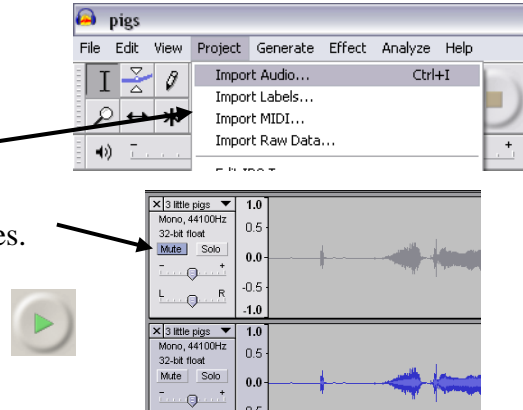 pigs
File Edit View Project Generate Effect Analyze Help
Import Audio... Ctrl+I
Import Labels...
Import MIDI...
Import Raw Data...
es.
3 little pigs
Mono, 44100Hz
32-bit float
Mute Solo
- +
L R
1.0
0.5
0.0
-0.5
-1.0
3 little pigs
Mono, 44100Hz
32-bit float
Mute Solo
- +
1.0
0.5
0.0